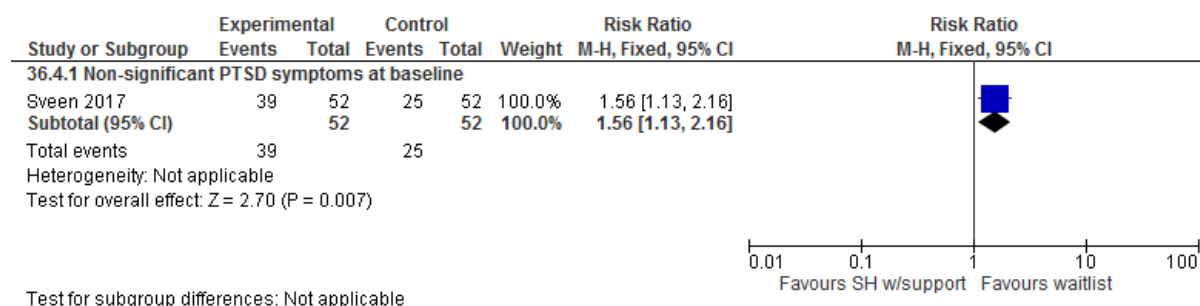 Experimental Control Risk Ratio Risk Ratio
Study or Subgroup Events Total Events Total Weight M-H, Fixed, 95% CI M-H, Fixed, 95% CI
36.4.1 Non-significant PTSD symptoms at baseline
Sveen 2017 39 52 25 52 100.0% 1.56 [1.13, 2.16]
Subtotal (95% CI) 52 52 100.0% 1.56 [1.13, 2.16]
Total events 39 25
Heterogeneity: Not applicable
Test for overall effect: Z = 2.70 (P = 0.007)
0.01 0.1 1 10 100
Favours SH w/support Favours waitlist
Test for subgroup differences: Not applicable